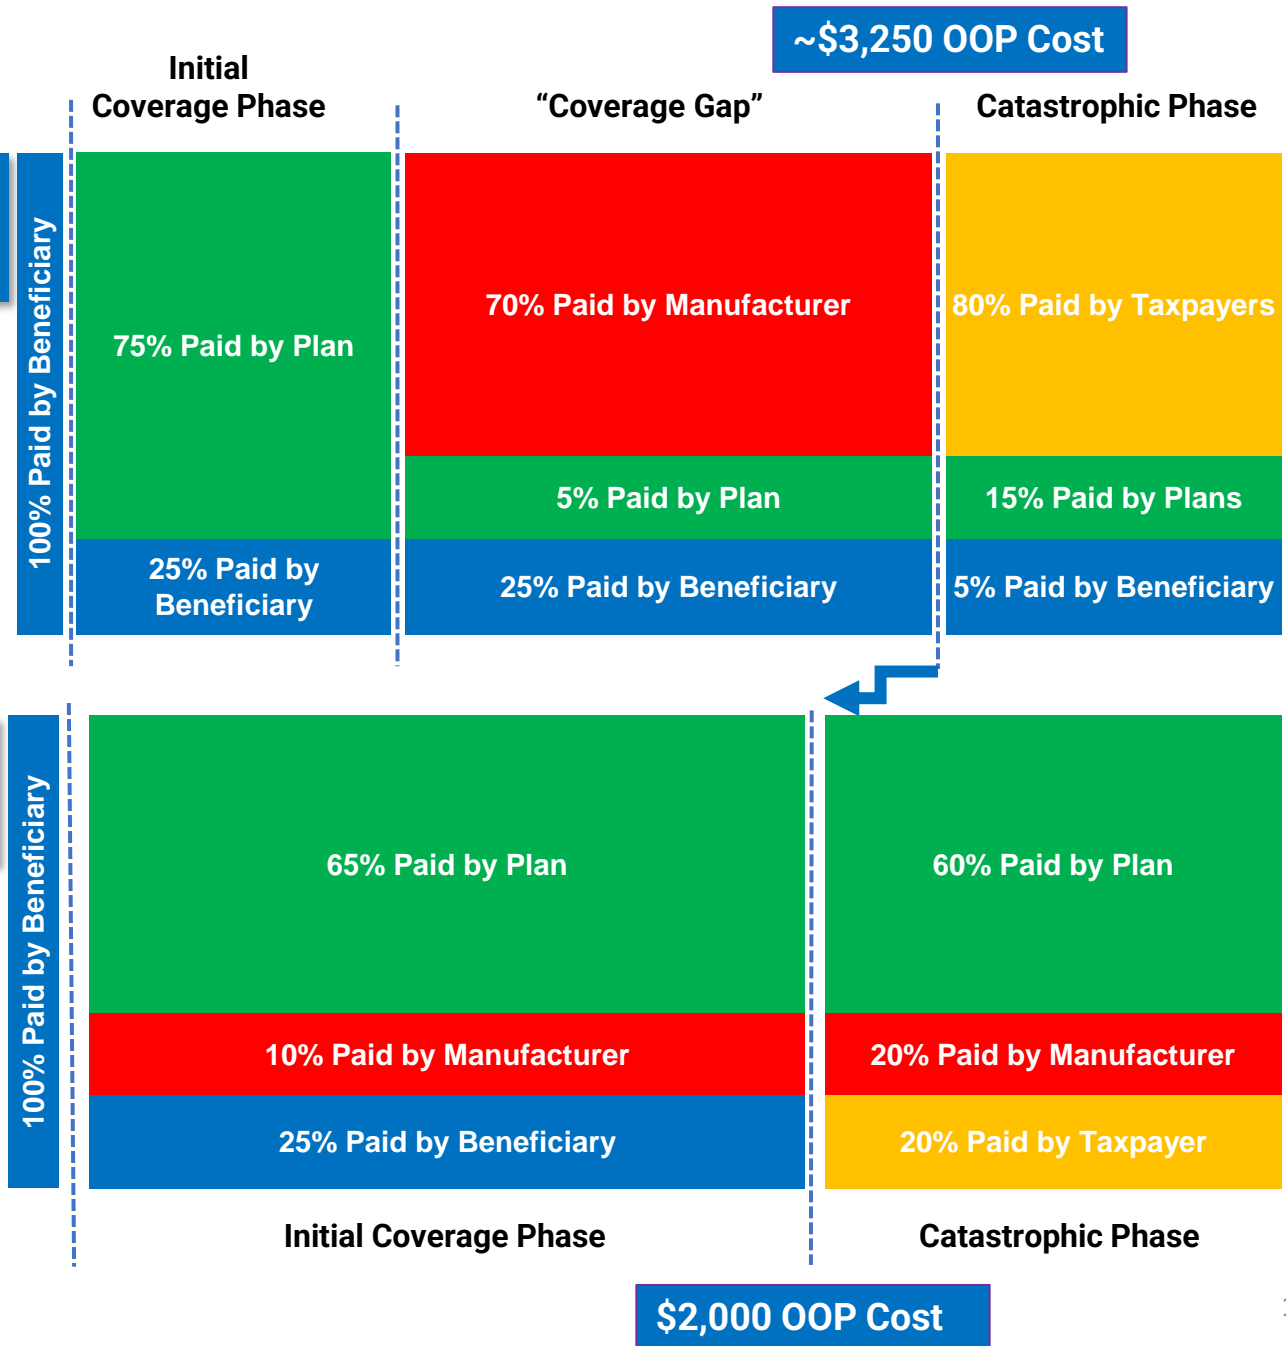 ~$3,250 OOP Cost
Initial
Coverage Phase
“Coverage Gap”
Catastrophic Phase
100% Paid by Beneficiary
75% Paid by Plan
25% Paid by
Beneficiary
70% Paid by Manufacturer
5% Paid by Plan
25% Paid by Beneficiary
80% Paid by Taxpayers
15% Paid by Plans
5% Paid by Beneficiary
100% Paid by Beneficiary
65% Paid by Plan
10% Paid by Manufacturer
25% Paid by Beneficiary
60% Paid by Plan
20% Paid by Manufacturer
20% Paid by Taxpayer
Initial Coverage Phase
Catastrophic Phase
$2,000 OOP Cost